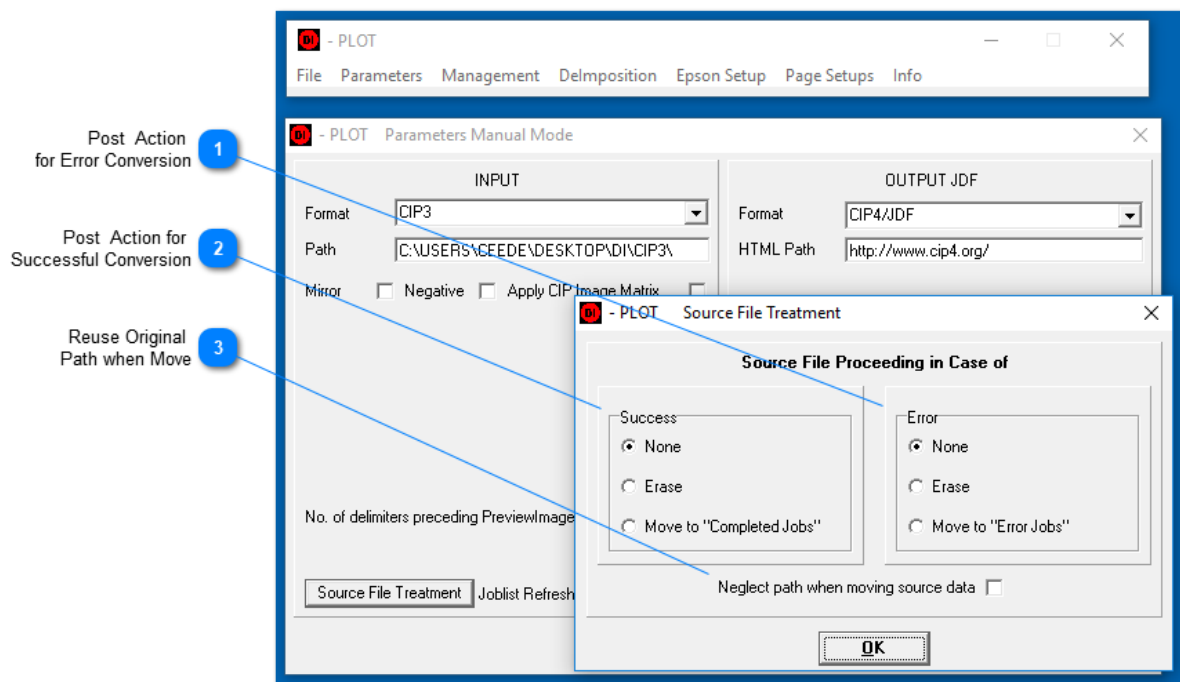 DI - PLOT
File Parameters Management DeImposition Epson Setup Page Setups Info
Post Action
for Error Conversion
1
Post Action for
Successful Conversion
2
Reuse Original
Path when Move
3
DI - PLOT Parameters Manual Mode
INPUT
Format CIP3
Path C:\USERS\CEEDE\DESKTOP\DI\CIP3\
Mirror Negative Apply CIP Image Matrix
No. of delimiters preceding PreviewImage
Source File Treatment Joblist Refresh
OUTPUT JDF
Format CIP4/JDF
HTML Path http://www.cip4.org/
DI - PLOT Source File Treatment
Source File Proceeding in Case of
Success
None
Erase
Move to "Completed Jobs"
Error
None
Erase
Move to "Error Jobs"
Neglect path when moving source data
OK